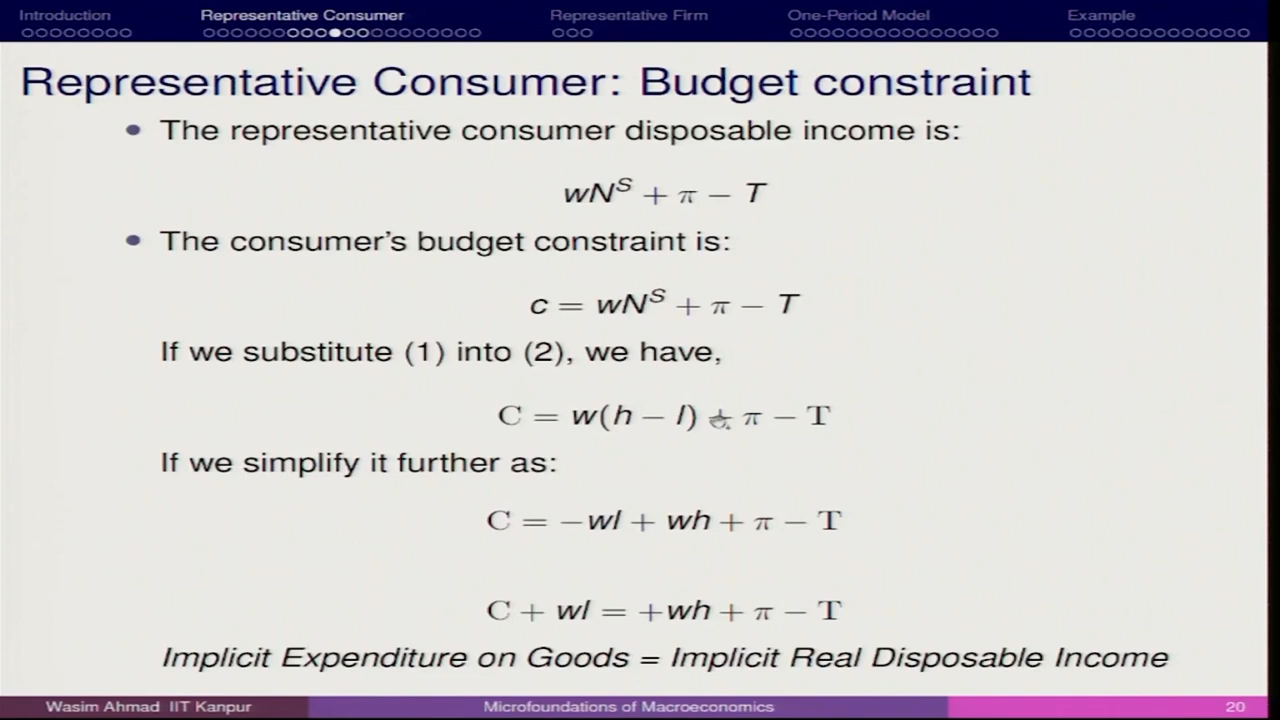 Introduction
Representative Consumer
Representative Firm
One-Period Model
Example
Representative Consumer: Budget constraint
• The representative consumer disposable income is:
wN^S + π − T
• The consumer's budget constraint is:
c = wN^S + π − T
If we substitute (1) into (2), we have,
C = w(h − l) + π − T
If we simplify it further as:
C = −wl + wh + π − T
C + wl = +wh + π − T
Implicit Expenditure on Goods = Implicit Real Disposable Income
Wasim Ahmad IIT Kanpur
Microfoundations of Macroeconomics
20